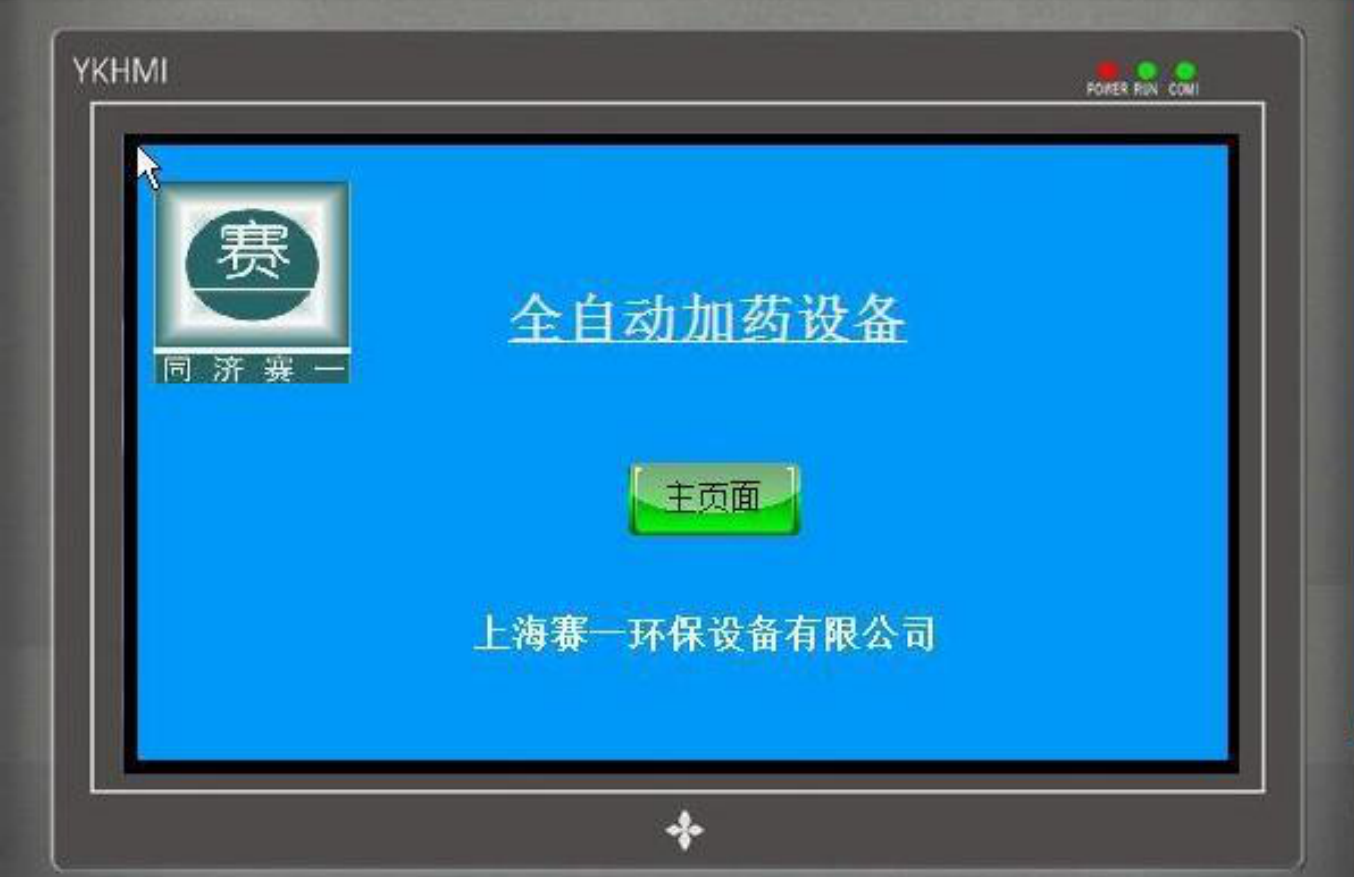 YKHMI
POWER RUN COM1
赛
同济赛一
全自动加药设备
主页面
上海赛一环保设备有限公司